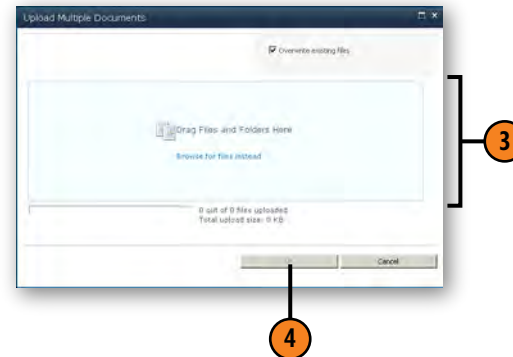 Upload Multiple Documents
Overwrite existing files
Drag Files and Folders Here
Browse for files instead
3
0 out of 0 files uploaded
Total upload size: 0 KB
Cancel
4